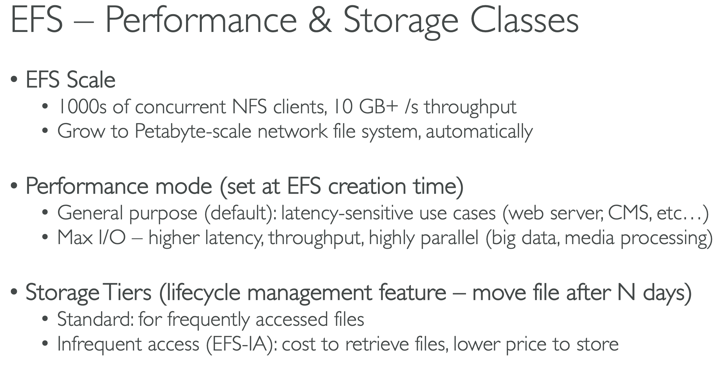 EFS – Performance & Storage Classes
• EFS Scale
• 1000s of concurrent NFS clients, 10 GB+ /s throughput
• Grow to Petabyte-scale network file system, automatically
• Performance mode (set at EFS creation time)
• General purpose (default): latency-sensitive use cases (web server, CMS, etc…)
• Max I/O – higher latency, throughput, highly parallel (big data, media processing)
• Storage Tiers (lifecycle management feature – move file after N days)
• Standard: for frequently accessed files
• Infrequent access (EFS-IA): cost to retrieve files, lower price to store